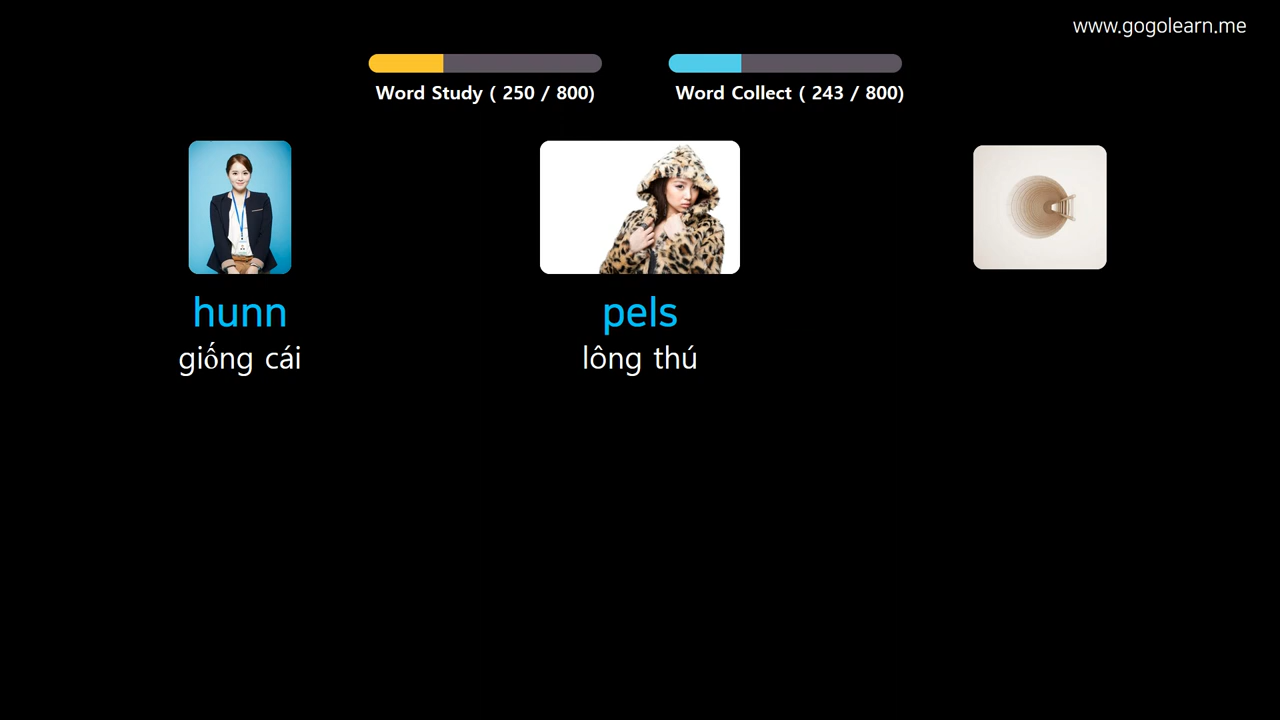 www.gogolearn.me
Word Study ( 250 / 800)
Word Collect ( 243 / 800)
hunn
pels
giống cái
lông thú